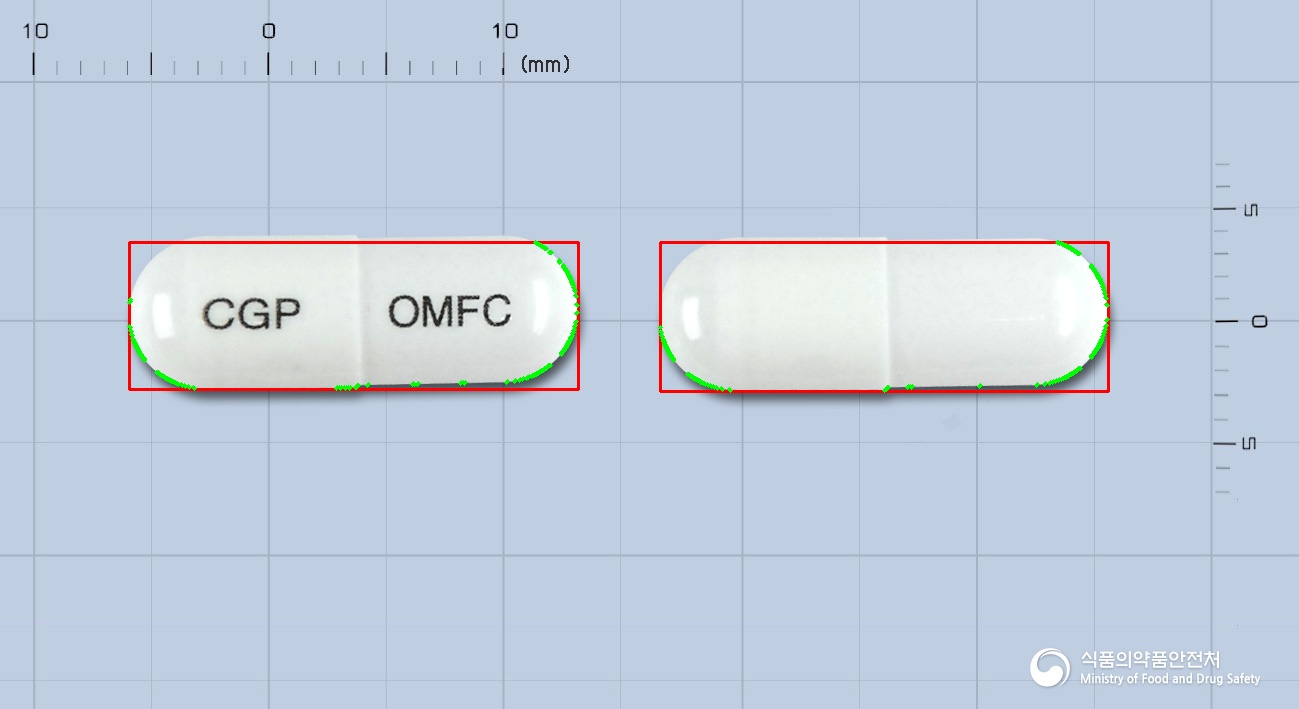 10 0 10
(mm)
5
CGP OMFC
0
5
식품의약품안전처
Ministry of Food and Drug Safety